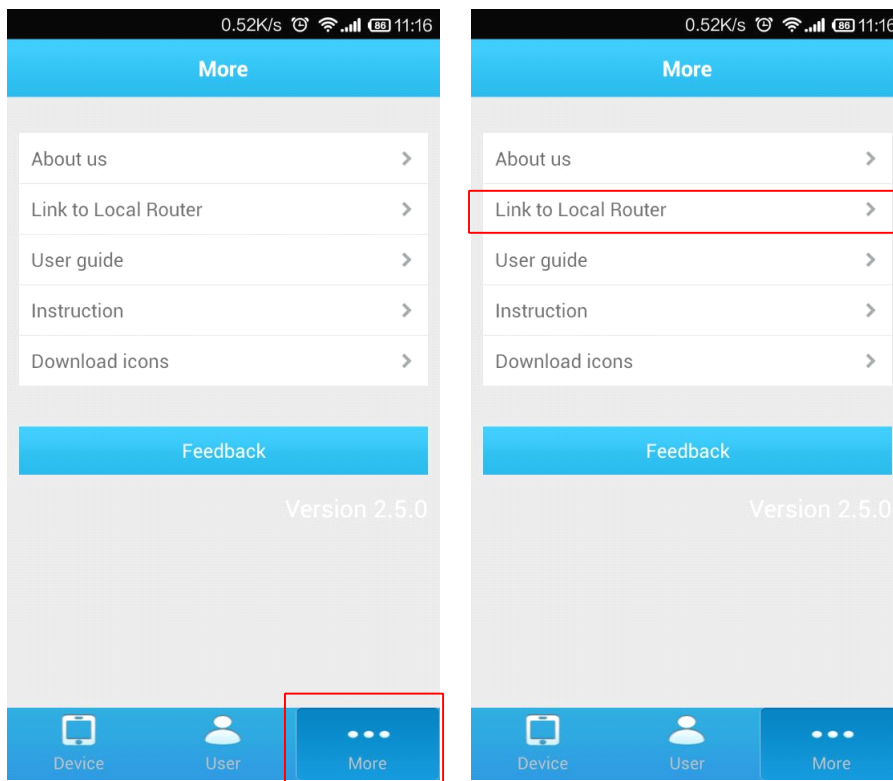 0.52K/s 86 11:16
More
About us
Link to Local Router
User guide
Instruction
Download icons
Feedback
Version 2.5.0
Device User More
0.52K/s 86 11:16
More
About us
Link to Local Router
User guide
Instruction
Download icons
Feedback
Version 2.5.0
Device User More